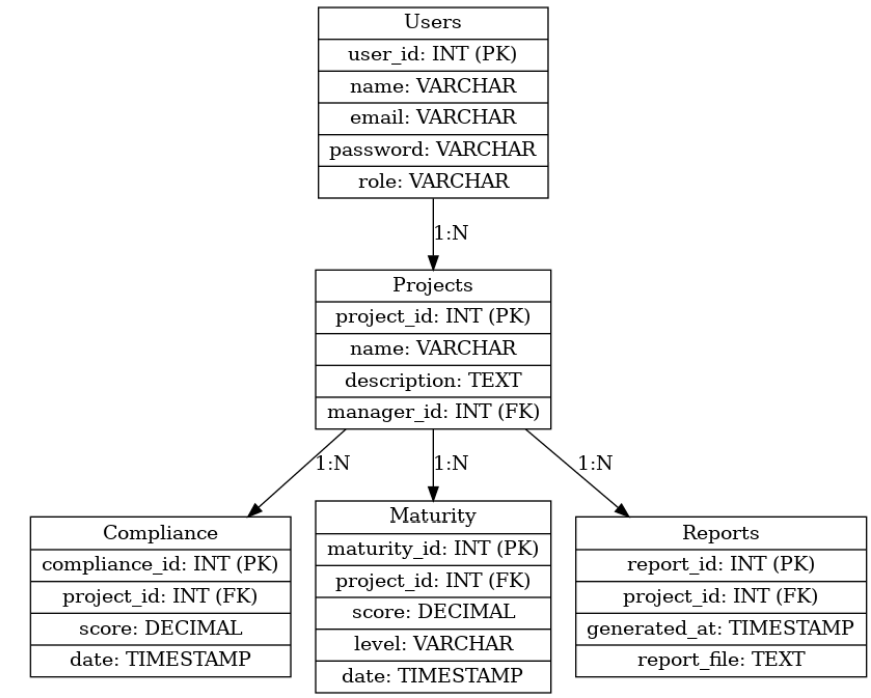 Users
user_id: INT (PK)
name: VARCHAR
email: VARCHAR
password: VARCHAR
role: VARCHAR
1:N
Projects
project_id: INT (PK)
name: VARCHAR
description: TEXT
manager_id: INT (FK)
1:N
1:N
1:N
Compliance
compliance_id: INT (PK)
project_id: INT (FK)
score: DECIMAL
date: TIMESTAMP
Maturity
maturity_id: INT (PK)
project_id: INT (FK)
score: DECIMAL
level: VARCHAR
date: TIMESTAMP
Reports
report_id: INT (PK)
project_id: INT (FK)
generated_at: TIMESTAMP
report_file: TEXT